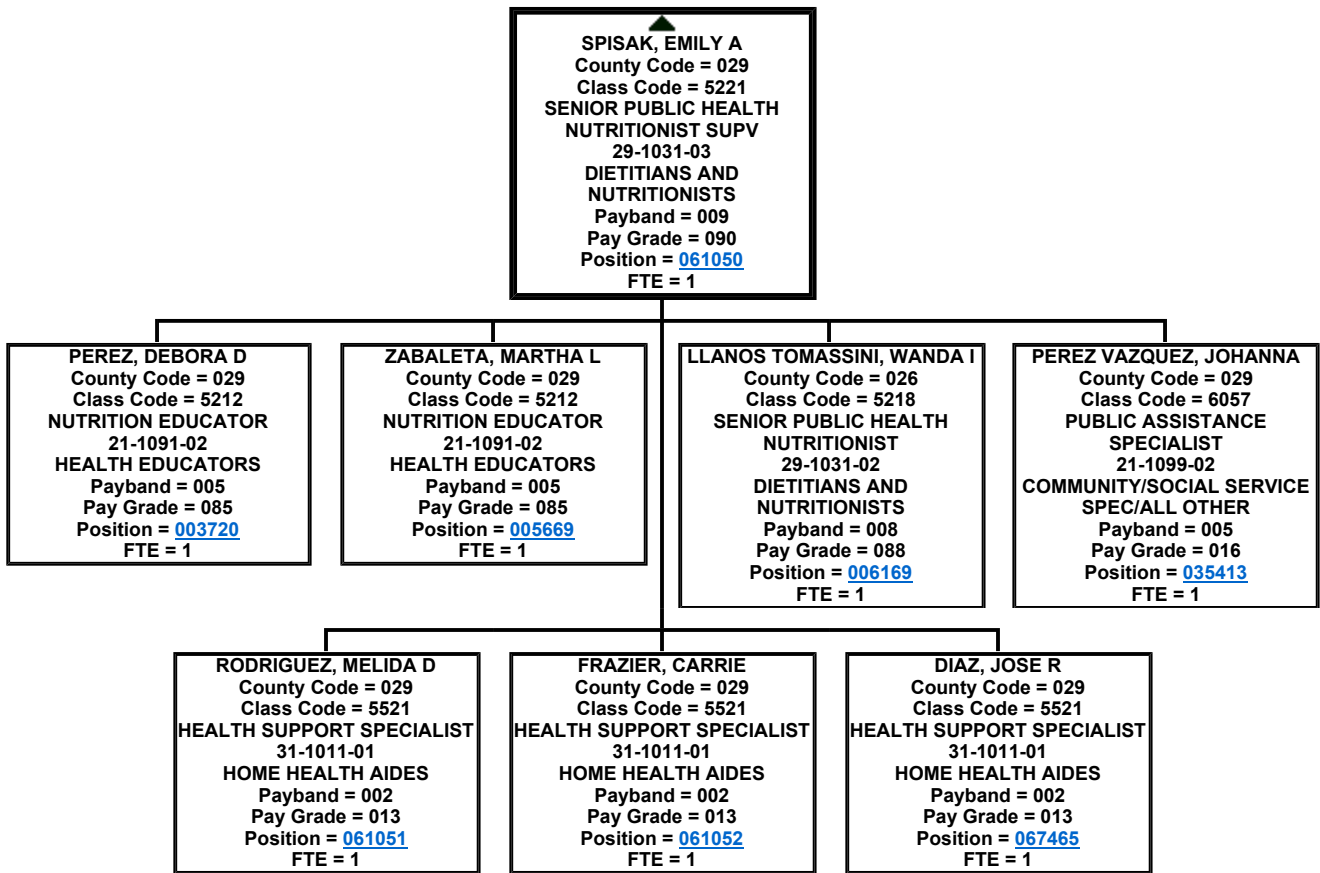 SPISAK, EMILY A
County Code = 029
Class Code = 5221
SENIOR PUBLIC HEALTH
NUTRITIONIST SUPV
29-1031-03
DIETITIANS AND
NUTRITIONISTS
Payband = 009
Pay Grade = 090
Position = 061050
FTE = 1
PEREZ, DEBORA D
County Code = 029
Class Code = 5212
NUTRITION EDUCATOR
21-1091-02
HEALTH EDUCATORS
Payband = 005
Pay Grade = 085
Position = 003720
FTE = 1
ZABALETA, MARTHA L
County Code = 029
Class Code = 5212
NUTRITION EDUCATOR
21-1091-02
HEALTH EDUCATORS
Payband = 005
Pay Grade = 085
Position = 005669
FTE = 1
LLANOS TOMASSINI, WANDA I
County Code = 026
Class Code = 5218
SENIOR PUBLIC HEALTH
NUTRITIONIST
29-1031-02
DIETITIANS AND
NUTRITIONISTS
Payband = 008
Pay Grade = 088
Position = 006169
FTE = 1
PEREZ VAZQUEZ, JOHANNA
County Code = 029
Class Code = 6057
PUBLIC ASSISTANCE
SPECIALIST
21-1099-02
COMMUNITY/SOCIAL SERVICE
SPEC/ALL OTHER
Payband = 005
Pay Grade = 016
Position = 035413
FTE = 1
RODRIGUEZ, MELIDA D
County Code = 029
Class Code = 5521
HEALTH SUPPORT SPECIALIST
31-1011-01
HOME HEALTH AIDES
Payband = 002
Pay Grade = 013
Position = 061051
FTE = 1
FRAZIER, CARRIE
County Code = 029
Class Code = 5521
HEALTH SUPPORT SPECIALIST
31-1011-01
HOME HEALTH AIDES
Payband = 002
Pay Grade = 013
Position = 061052
FTE = 1
DIAZ, JOSE R
County Code = 029
Class Code = 5521
HEALTH SUPPORT SPECIALIST
31-1011-01
HOME HEALTH AIDES
Payband = 002
Pay Grade = 013
Position = 067465
FTE = 1